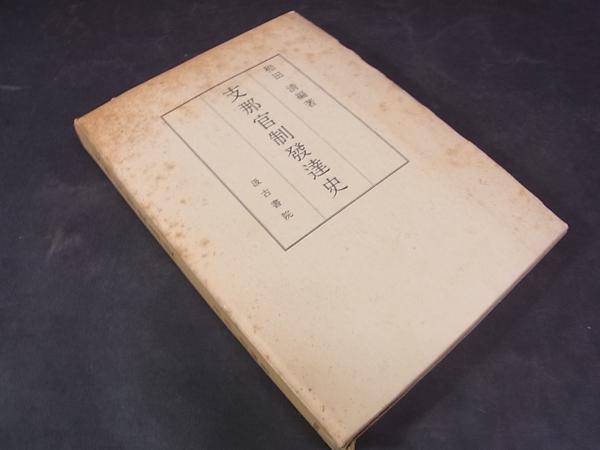 和田 清編著
支那官制發達史
汲古書院